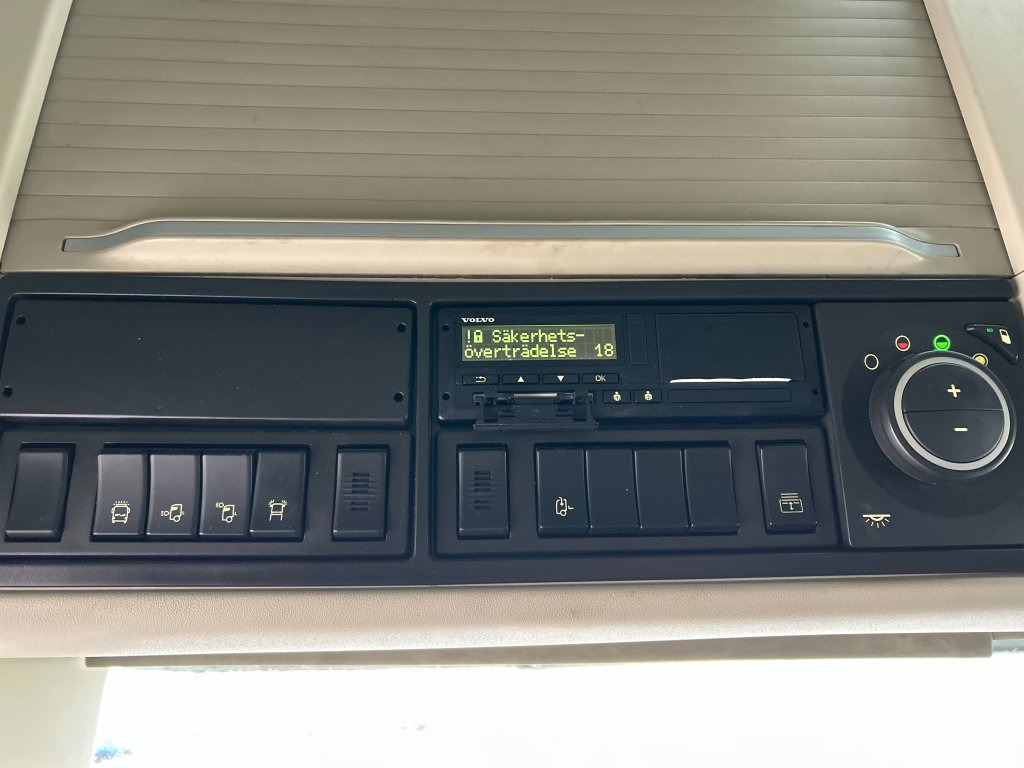 VOLVO
! Säkerhets-
överträdelse 18
OK
+
−